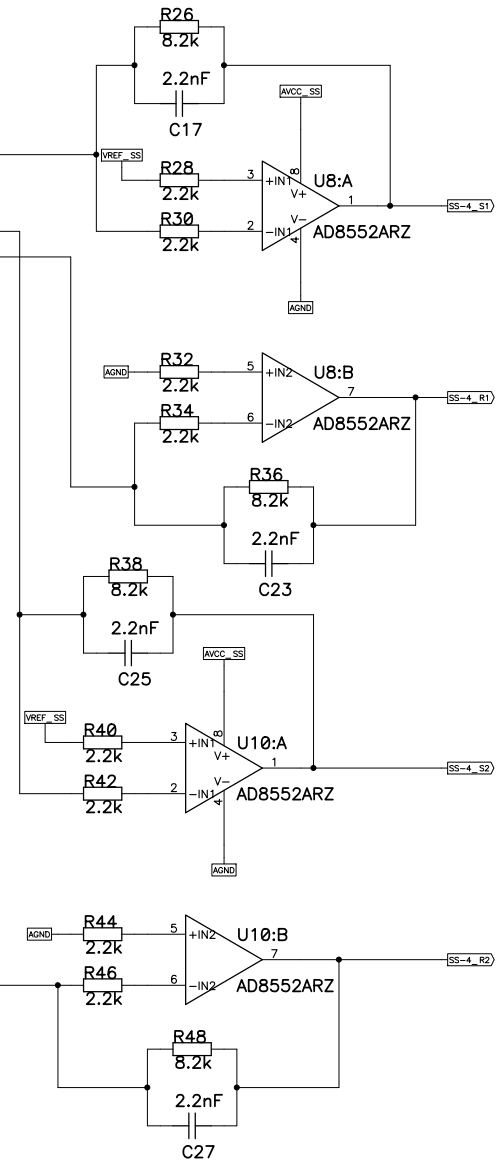 R26
8.2k
2.2nF
C17
AVCC_SS
VREF_SS
R28
2.2k
3
+IN1
8
V+
U8:A
1
SS-4_S1
R30
2.2k
2
-IN1
V-
4
AD8552ARZ
AGND
AGND
R32
2.2k
5
+IN2
U8:B
7
SS-4_R1
R34
2.2k
6
-IN2
AD8552ARZ
R36
8.2k
2.2nF
C23
R38
8.2k
2.2nF
C25
AVCC_SS
VREF_SS
R40
2.2k
3
+IN1
8
V+
U10:A
1
SS-4_S2
R42
2.2k
2
-IN1
V-
4
AD8552ARZ
AGND
AGND
R44
2.2k
5
+IN2
U10:B
7
SS-4_R2
R46
2.2k
6
-IN2
AD8552ARZ
R48
8.2k
2.2nF
C27